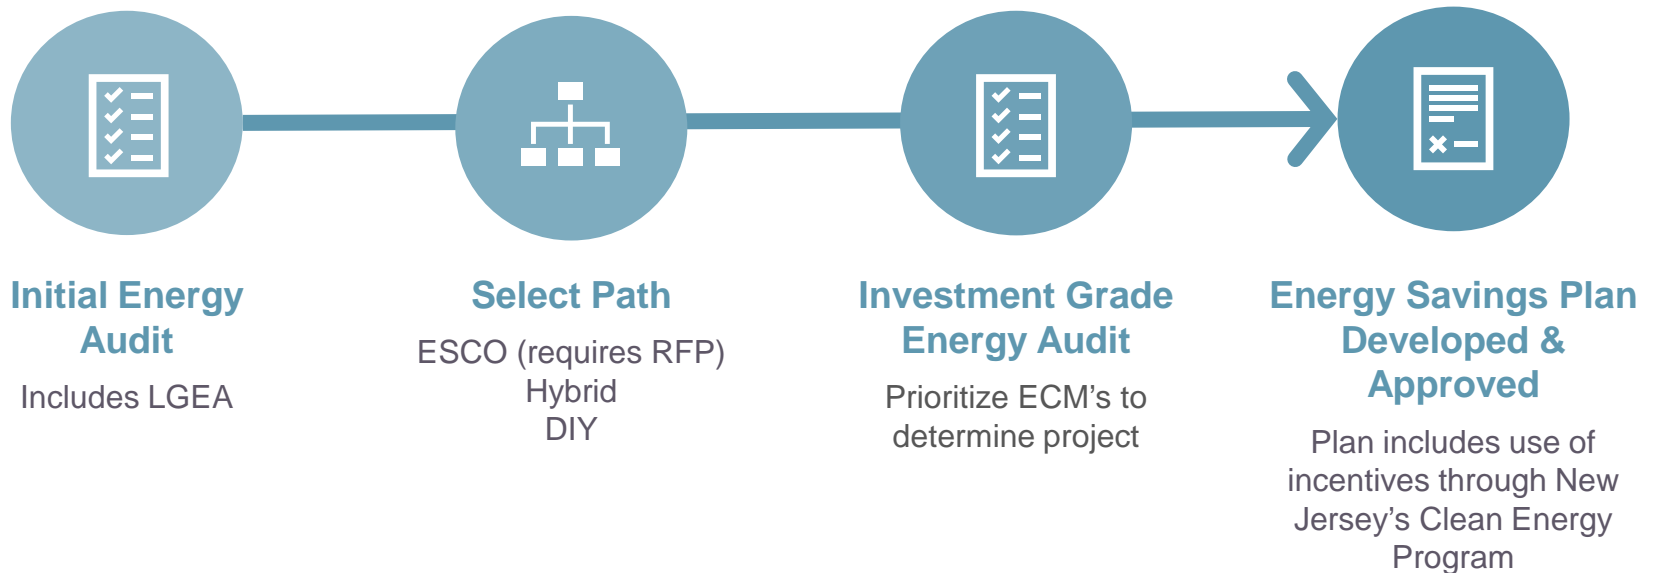 Initial Energy
Audit
Includes LGEA
Select Path
ESCO (requires RFP)
Hybrid
DIY
Investment Grade
Energy Audit
Prioritize ECM's to
determine project
Energy Savings Plan
Developed &
Approved
Plan includes use of
incentives through New
Jersey's Clean Energy
Program